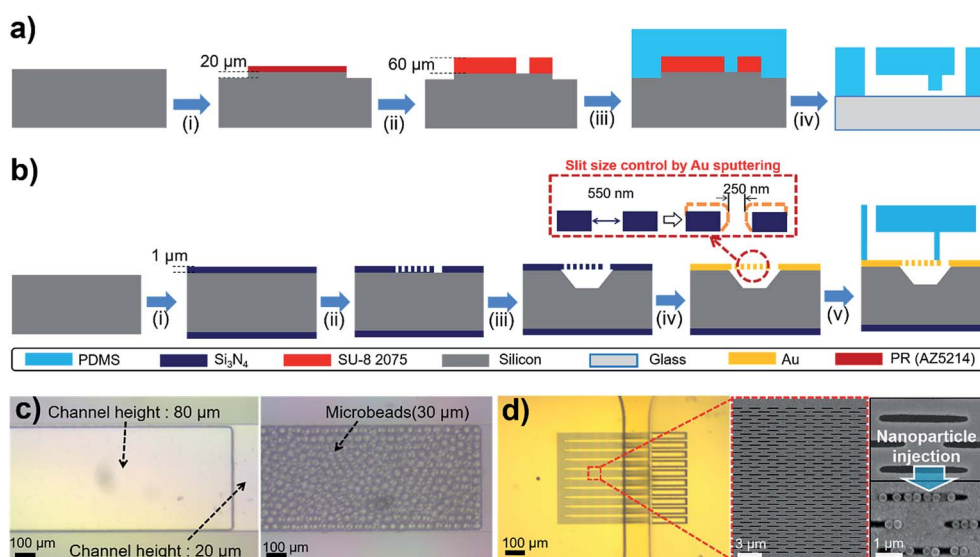 a)
20 µm
60 µm
(i)
(ii)
(iii)
(iv)
b)
Slit size control by Au sputtering
550 nm
250 nm
1 µm
(i)
(ii)
(iii)
(iv)
(v)
PDMS
Si₃N₄
SU-8 2075
Silicon
Glass
Au
PR (AZ5214)
c)
Channel height : 80 µm
Channel height : 20 µm
100 µm
Microbeads(30 µm)
100 µm
d)
100 µm
3 µm
Nanoparticle
injection
1 µm